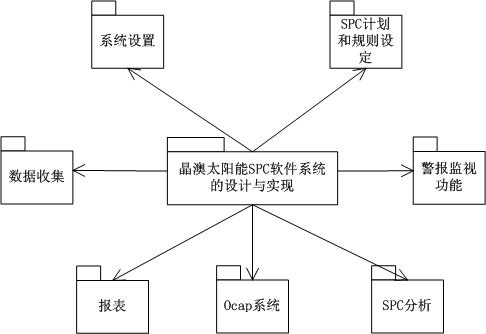 系统设置
SPC计划
和规则设
定
数据收集
晶澳太阳能SPC软件系统
的设计与实现
警报监视
功能
报表
Ocap系统
SPC分析